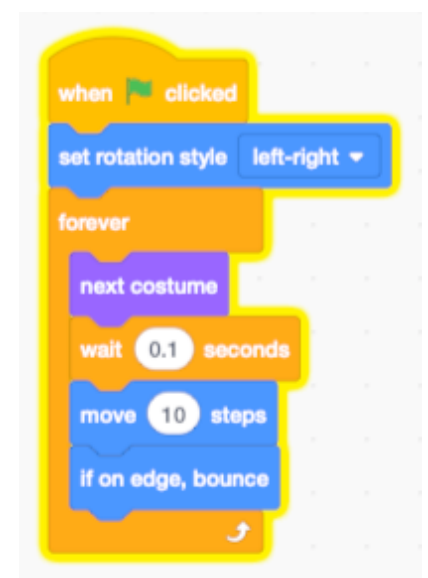 when clicked
set rotation style left-right
forever
next costume
wait 0.1 seconds
move 10 steps
if on edge, bounce